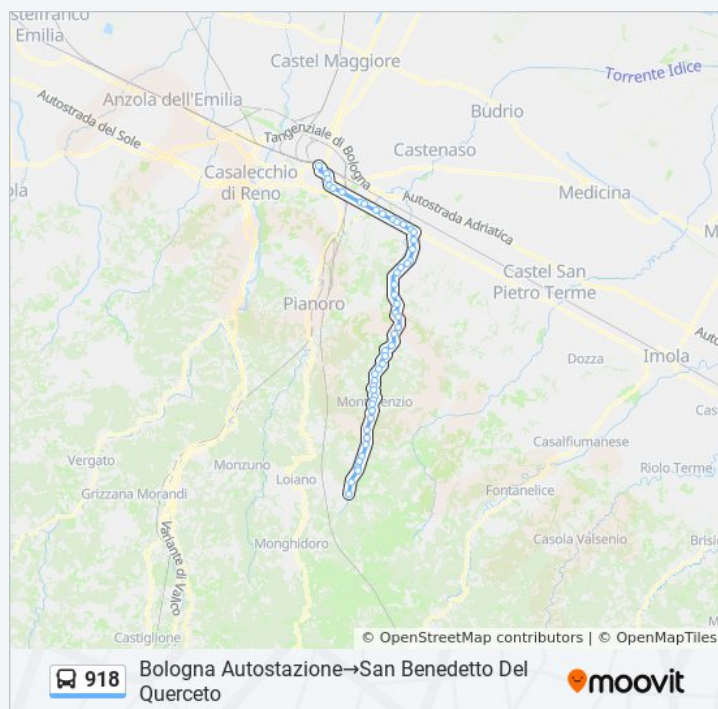 stelfranco
Emilia
Castel Maggiore
Torrente Idice
Anzola dell'Emilia
Budrio
Autostrada del Sole
Tangenziale di Bologna
Castenaso
Casalecchio
di Reno
Medicina
Autostrada Adriatica
Castel San
Pietro Terme
Pianoro
Imola
Dozza
Casalfiumanese
Vergato
Monzuno
Loiano
Riolo Terme
Grizzana Morandi
Fontanelice
Monghidoro
Casola Valsenio
Brisi
Variante di Valico
Castiglione
© OpenStreetMap contributors | © OpenMapTiles
918
Bologna Autostazione→San Benedetto Del
Querceto
moovit